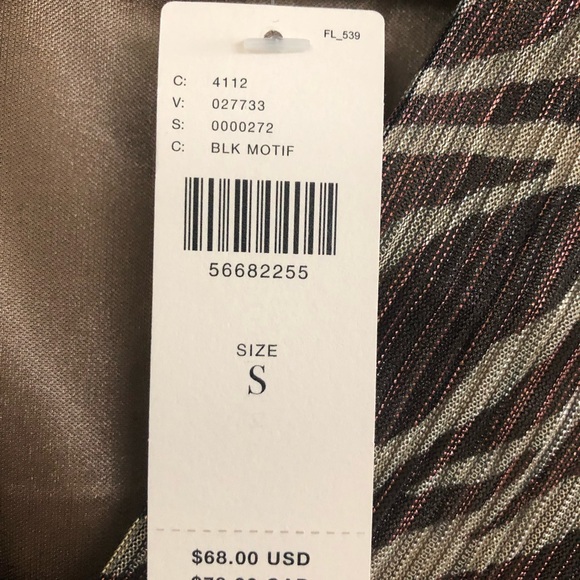 FL_539
C: 4112
V: 027733
S: 0000272
C: BLK MOTIF
56682255
SIZE
S
$68.00 USD